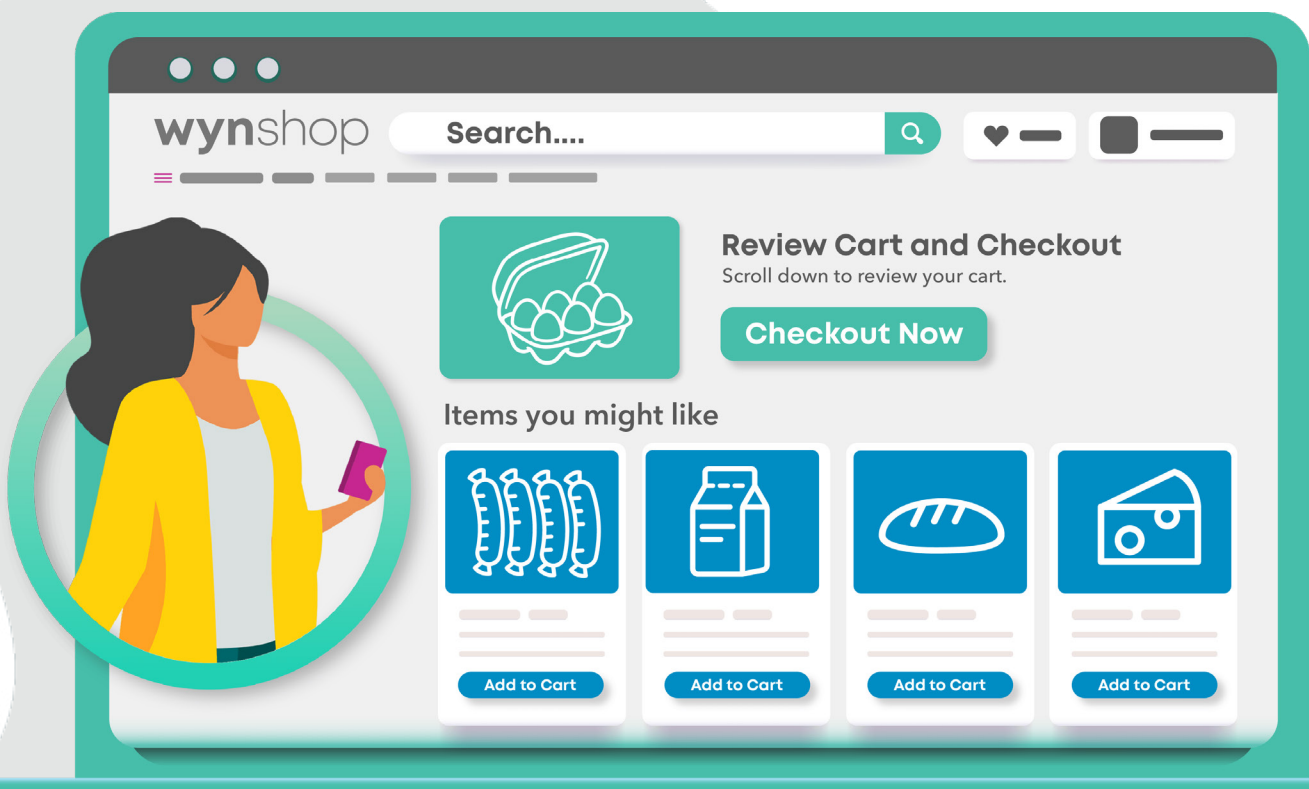 wynshop
Search....
Review Cart and Checkout
Scroll down to review your cart.
Checkout Now
Items you might like
Add to Cart
Add to Cart
Add to Cart
Add to Cart